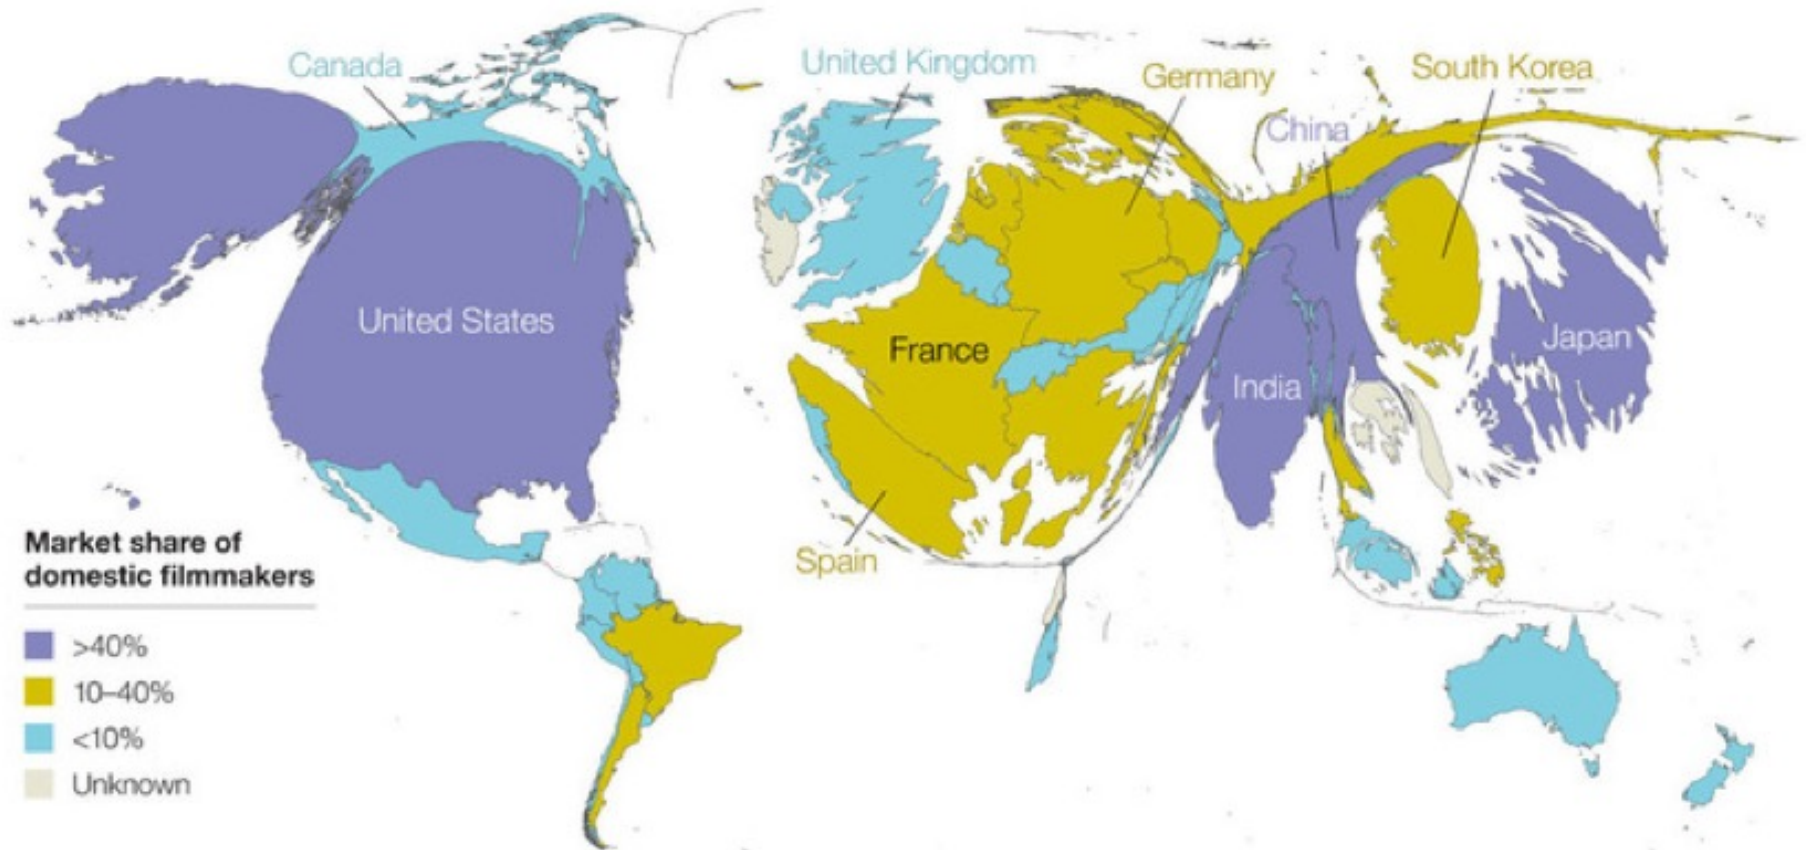 Canada
United Kingdom
Germany
South Korea
China
United States
France
India
Japan
Spain
Market share of
domestic filmmakers
>40%
10–40%
<10%
Unknown